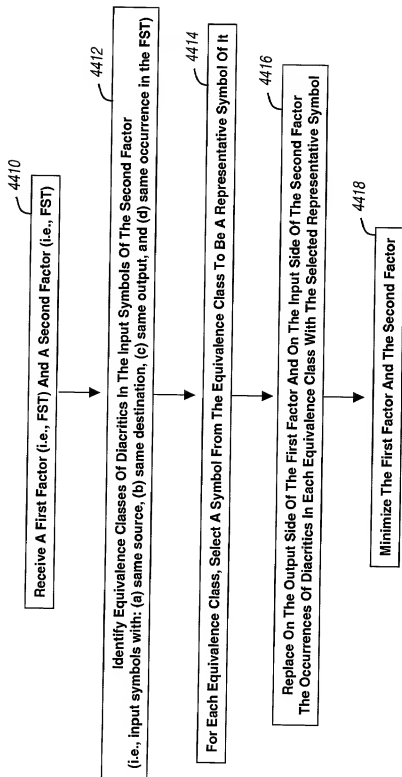 4410
Receive A First Factor (i.e., FST) And A Second Factor (i.e., FST)
4412
Identify Equivalence Classes Of Diacritics In The Input Symbols Of The Second Factor
(i.e., input symbols with: (a) same source, (b) same destination, (c) same output, and (d) same occurrence in the FST)
4414
For Each Equivalence Class, Select A Symbol From The Equivalence Class To Be A Representative Symbol Of It
4416
Replace On The Output Side Of The First Factor And On The Input Side Of The Second Factor
The Occurrences Of Diacritics In Each Equivalence Class With The Selected Representative Symbol
4418
Minimize The First Factor And The Second Factor